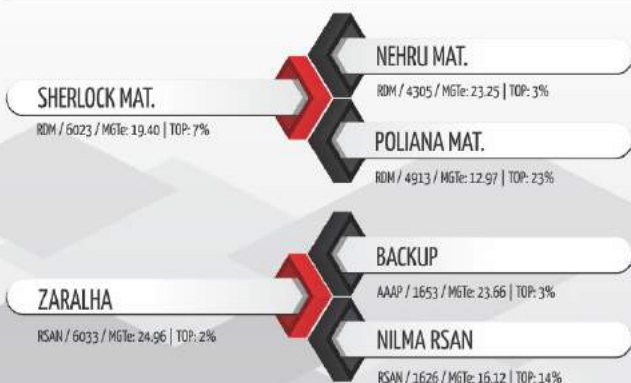 NEHRU MAT.
RDM / 4305 / MGTe: 23.25 | TOP: 3%
SHERLOCK MAT.
RDM / 6023 / MGTe: 19.40 | TOP: 7%
POLIANA MAT.
RDM / 4913 / MGTe: 12.97 | TOP: 23%
BACKUP
AAAP / 1653 / MGTe: 23.66 | TOP: 3%
ZARALHA
RSAN / 6033 / MGTe: 24.96 | TOP: 2%
NILMA RSAN
RSAN / 1626 / MGTe: 16.12 | TOP: 14%